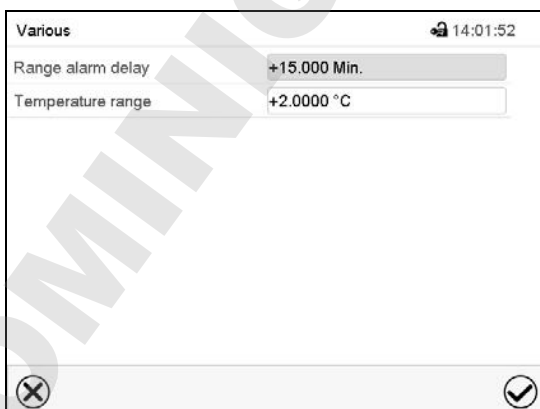 Various 14:01:52
Range alarm delay +15.000 Min.
Temperature range +2.0000 °C